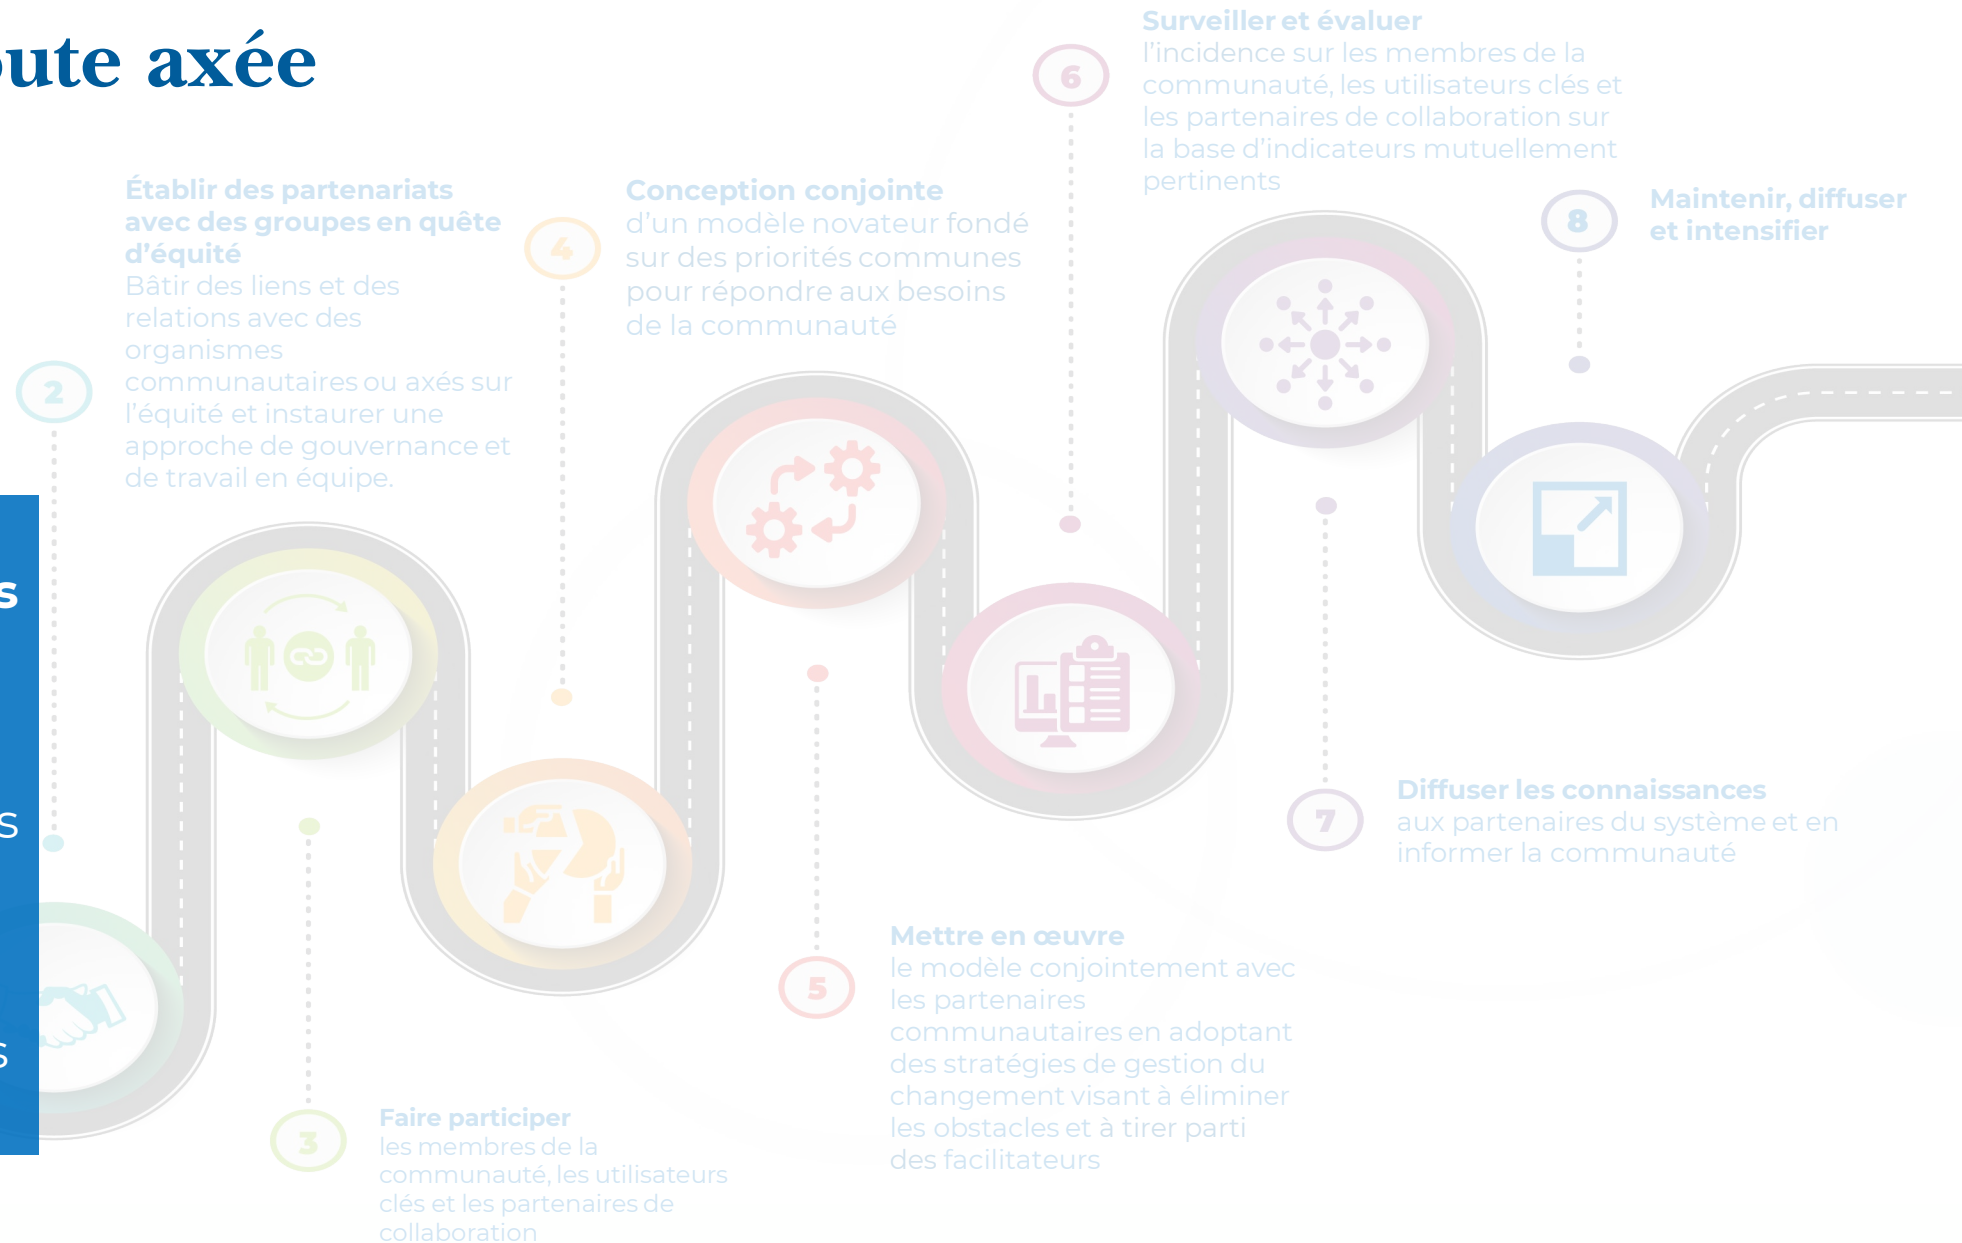 oute axée
2
Établir des partenariats
avec des groupes en quête
d'équité
Bâtir des liens et des
relations avec des
organismes
communautaires ou axés sur
l'équité et instaurer une
approche de gouvernance et
de travail en équipe.
s
s
s
3
Faire participer
les membres de la
communauté, les utilisateurs
clés et les partenaires de
collaboration
4
Conception conjointe
d'un modèle novateur fondé
sur des priorités communes
pour répondre aux besoins
de la communauté
5
Mettre en œuvre
le modèle conjointement avec
les partenaires
communautaires en adoptant
des stratégies de gestion du
changement visant à éliminer
les obstacles et à tirer parti
des facilitateurs
6
Surveiller et évaluer
l'incidence sur les membres de la
communauté, les utilisateurs clés et
les partenaires de collaboration sur
la base d'indicateurs mutuellement
pertinents
7
Diffuser les connaissances
aux partenaires du système et en
informer la communauté
8
Maintenir, diffuser
et intensifier